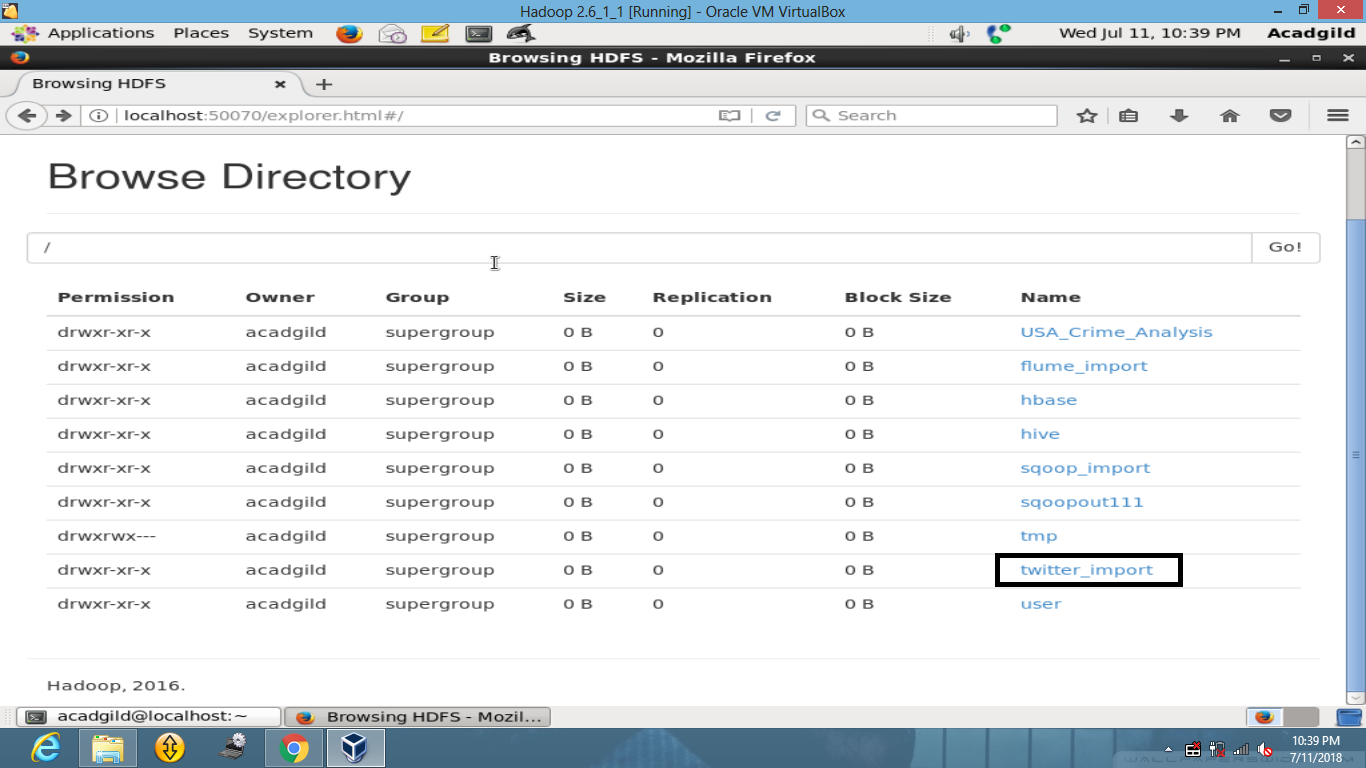 Hadoop 2.6_1_1 [Running] - Oracle VM VirtualBox
Applications Places System Wed Jul 11, 10:39 PM Acadgild
Browsing HDFS - Mozilla Firefox
Browsing HDFS
localhost:50070/explorer.html#/ Search
Browse Directory
/ Go!
Permission Owner Group Size Replication Block Size Name
drwxr-xr-x acadgild supergroup 0 B 0 0 B USA_Crime_Analysis
drwxr-xr-x acadgild supergroup 0 B 0 0 B flume_import
drwxr-xr-x acadgild supergroup 0 B 0 0 B hbase
drwxr-xr-x acadgild supergroup 0 B 0 0 B hive
drwxr-xr-x acadgild supergroup 0 B 0 0 B sqoop_import
drwxr-xr-x acadgild supergroup 0 B 0 0 B sqoopout111
drwxrwx--- acadgild supergroup 0 B 0 0 B tmp
drwxr-xr-x acadgild supergroup 0 B 0 0 B twitter_import
drwxr-xr-x acadgild supergroup 0 B 0 0 B user
Hadoop, 2016.
acadgild@localhost:~ Browsing HDFS - Mozil...
10:39 PM
7/11/2018